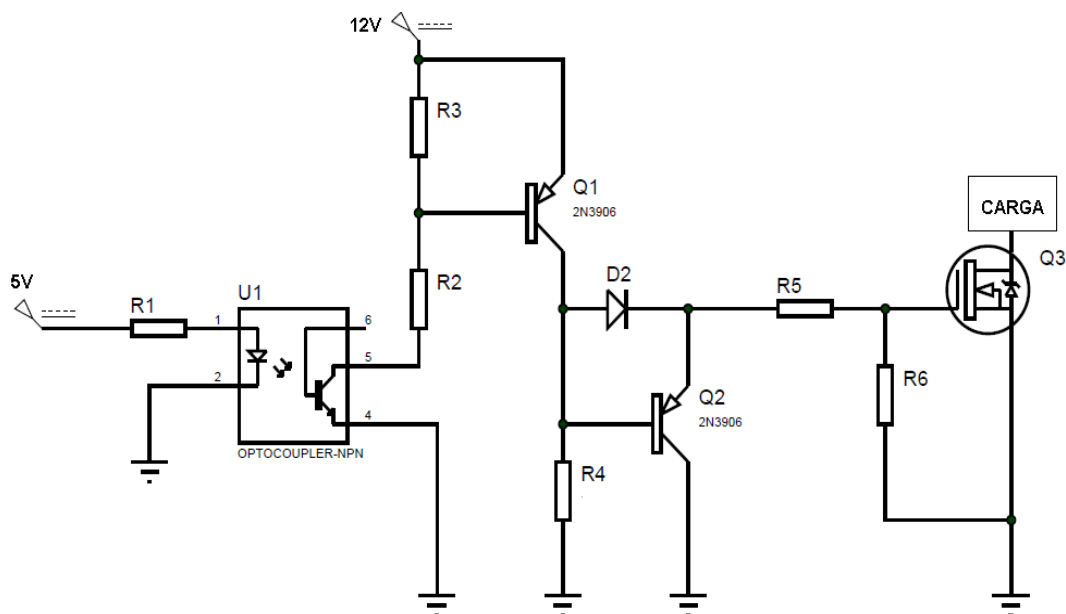 12V
R3
Q1
2N3906
CARGA
Q3
5V
R1
U1
R2
D2
R5
1
6
5
2
4
OPTOCOUPLER-NPN
Q2
2N3906
R6
R4